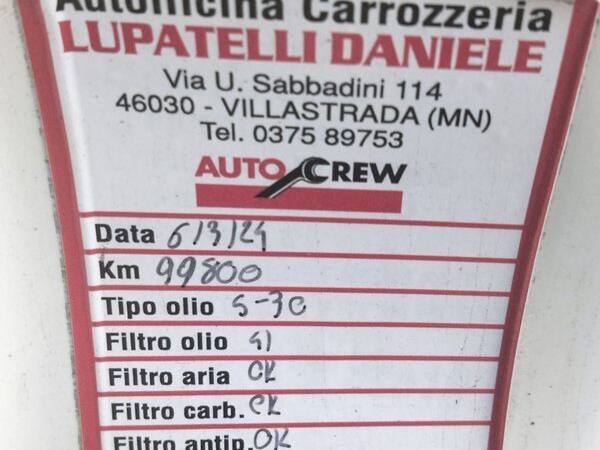 Autofficina Carrozzeria
LUPATELLI DANIELE
Via U. Sabbadini 114
46030 - VILLASTRADA (MN)
Tel. 0375 89753
AUTO CREW
Data 6/3/24
Km 99800
Tipo olio 5-30
Filtro olio SI
Filtro aria OK
Filtro carb. OK
Filtro antip. OK